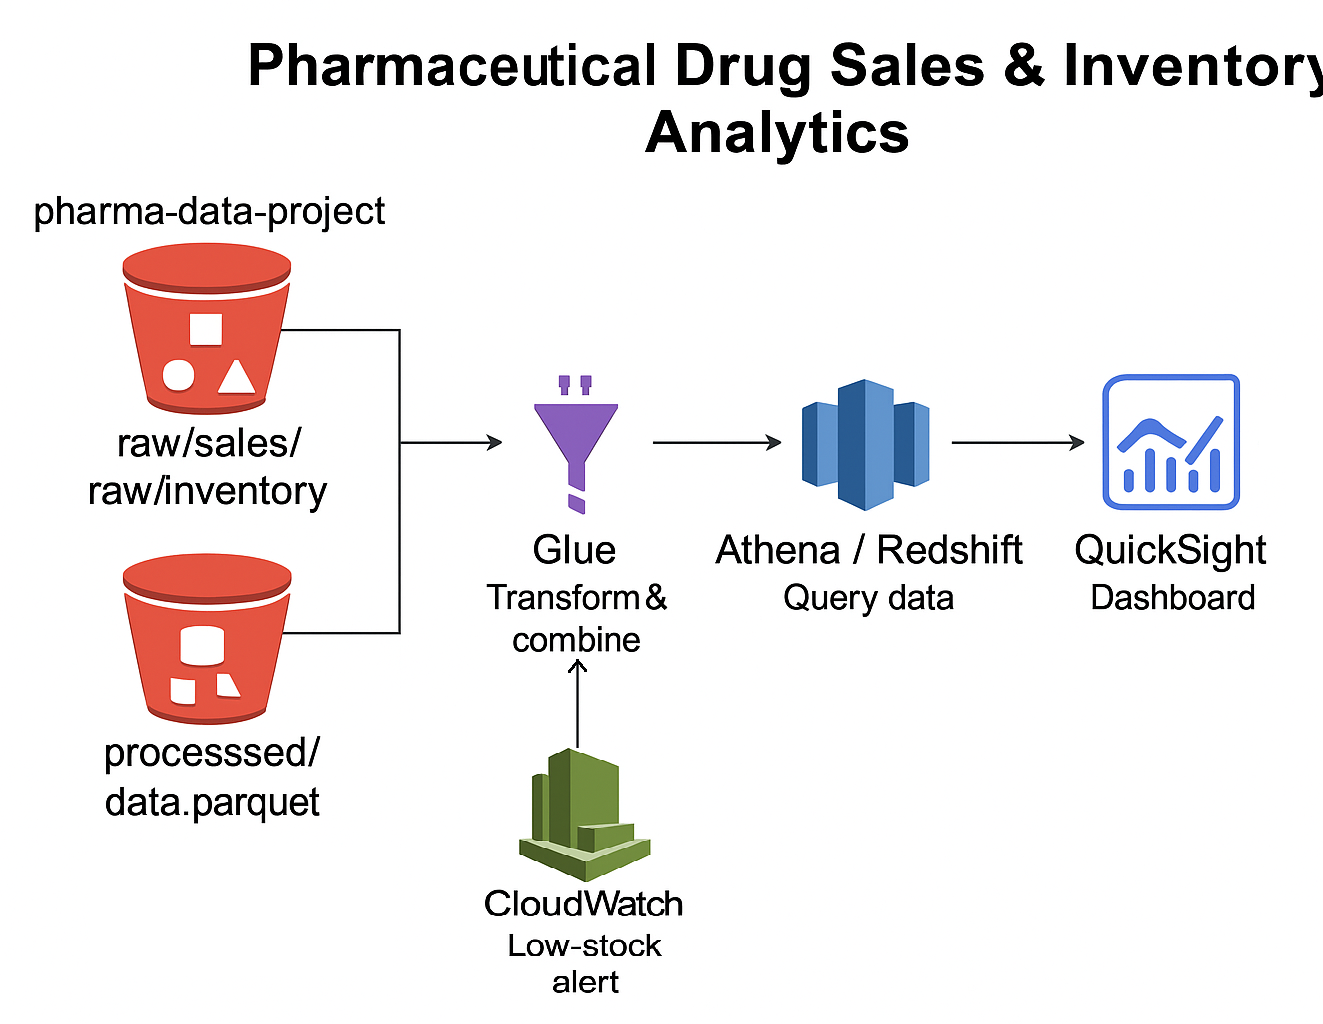 Pharmaceutical Drug Sales & Inventory
Analytics
pharma-data-project
raw/sales/
raw/inventory
processsed/
data.parquet
Glue
Transform &
combine
Athena / Redshift
Query data
QuickSight
Dashboard
CloudWatch
Low-stock
alert